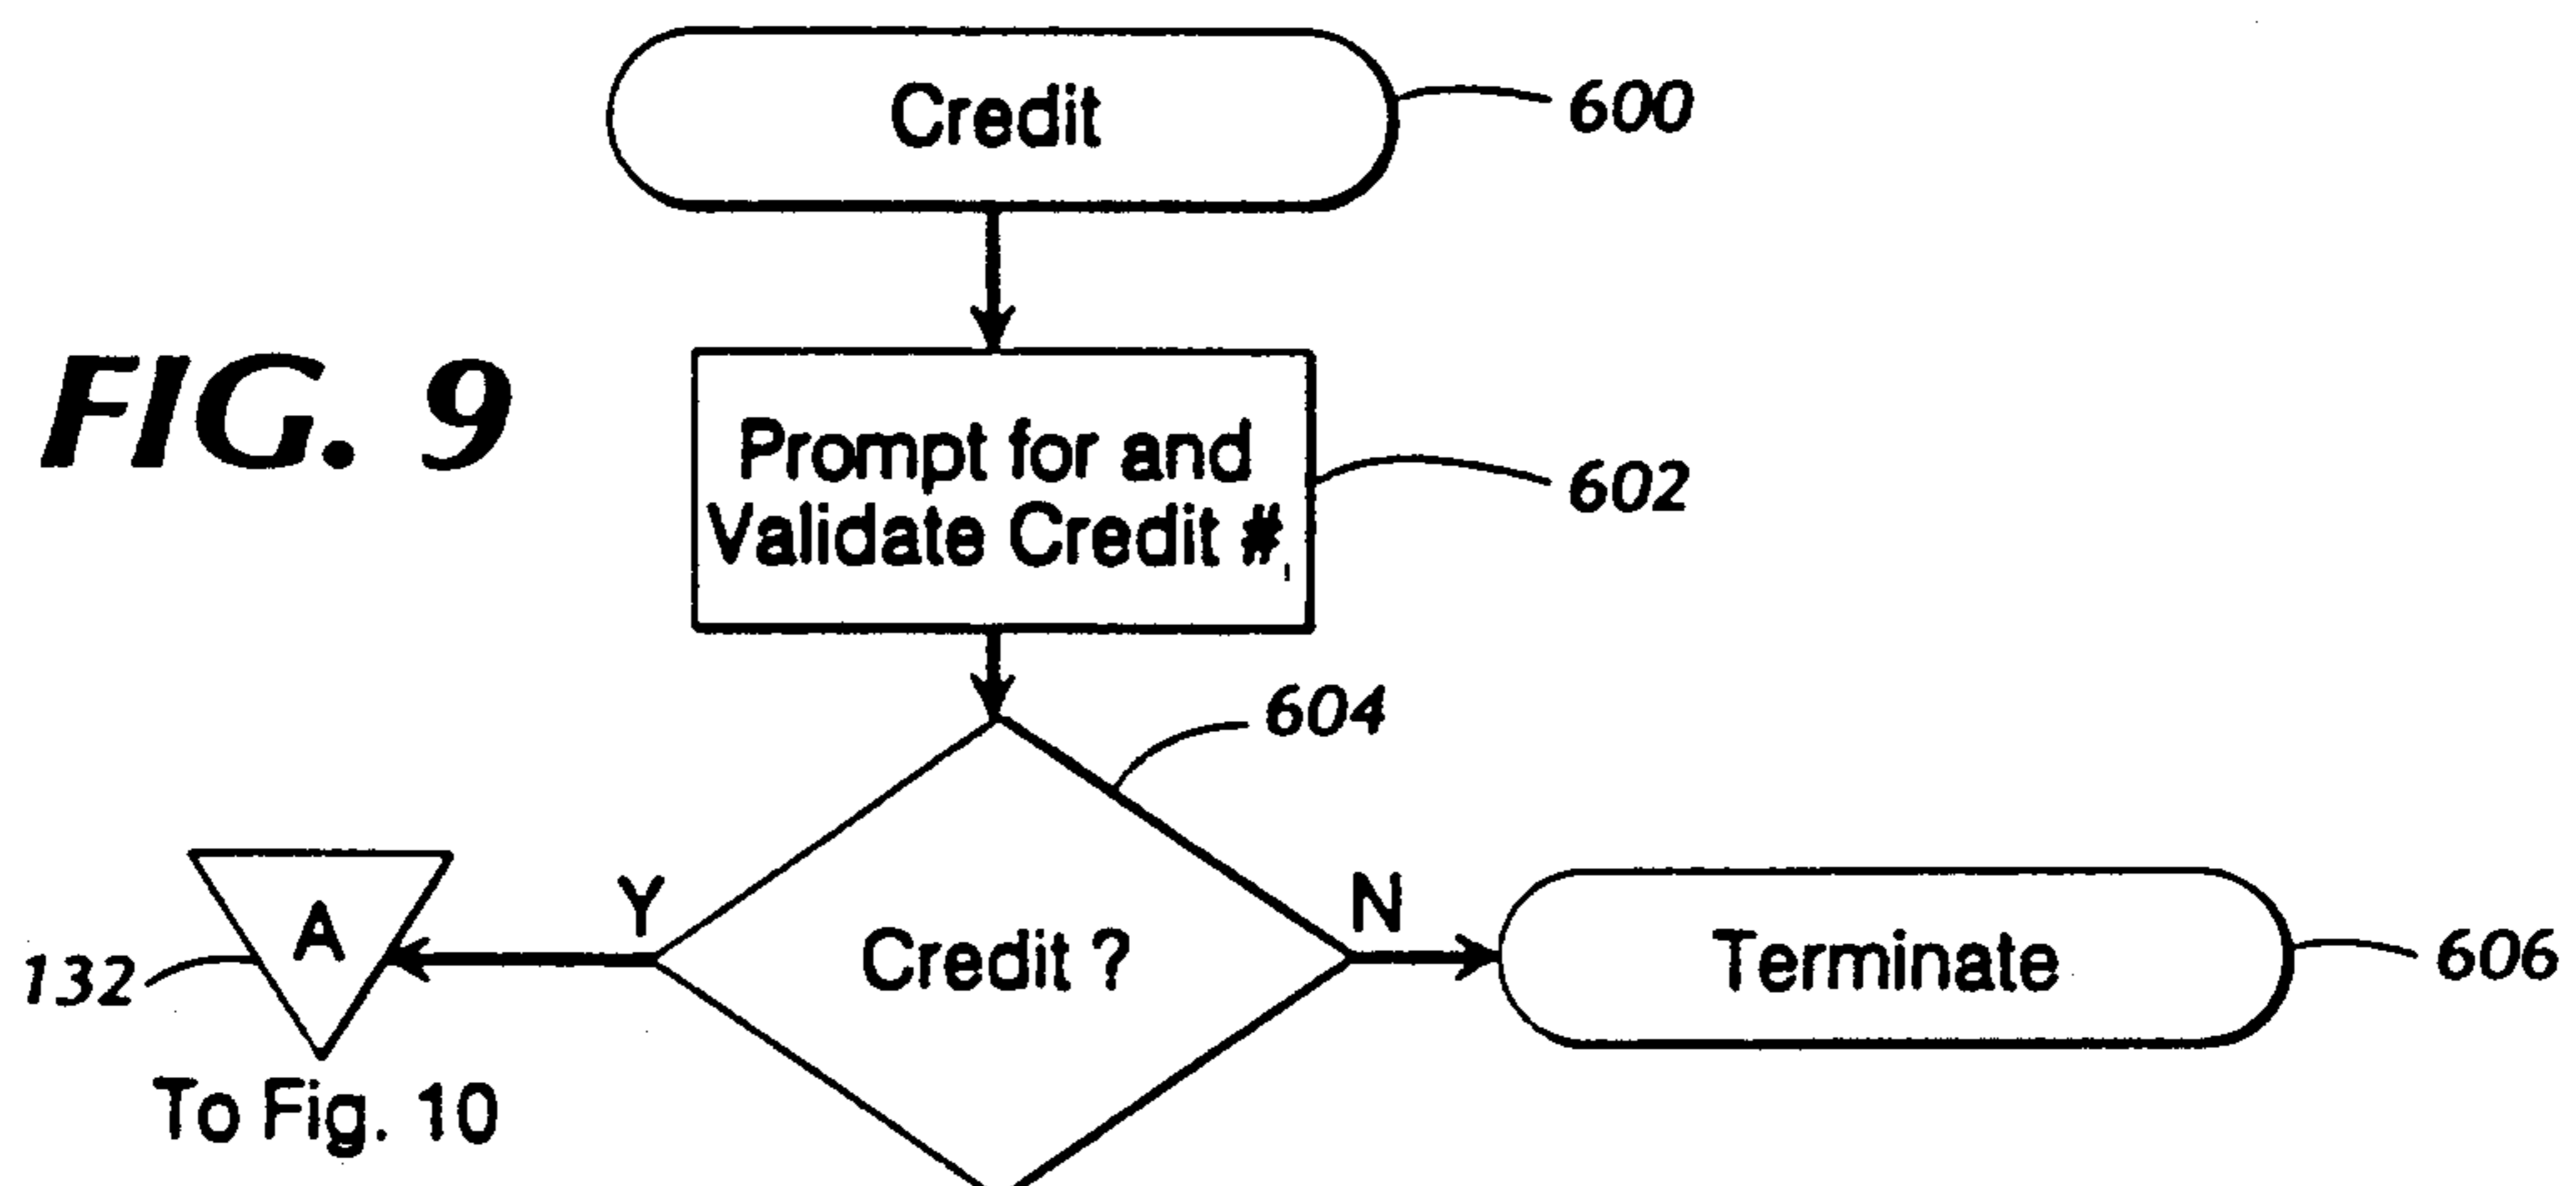 Credit
600
FIG. 9
Prompt for and
Validate Credit #
602
604
Y
N
A
Credit ?
Terminate
132
606
To Fig. 10